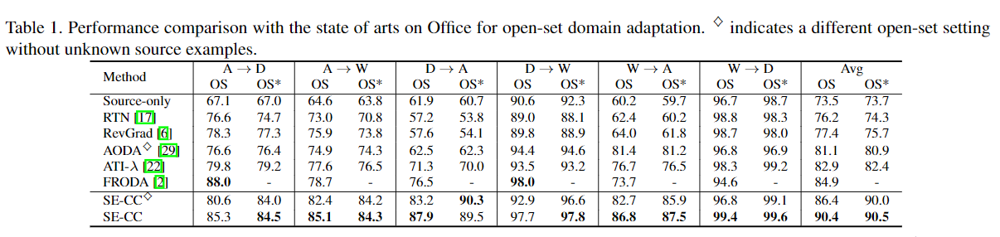 Table 1. Performance comparison with the state of arts on Office for open-set domain adaptation. ◇ indicates a different open-set setting
without unknown source examples.
Method A → D A → W D → A D → W W → A W → D Avg
OS OS* OS OS* OS OS* OS OS* OS OS* OS OS* OS OS*
Source-only 67.1 67.0 64.6 63.8 61.9 60.7 90.6 92.3 60.2 59.7 96.7 98.7 73.5 73.7
RTN [17] 76.6 74.7 73.0 70.8 57.2 53.8 89.0 88.1 62.4 60.2 98.8 98.3 76.2 74.3
RevGrad [6] 78.3 77.3 75.9 73.8 57.6 54.1 89.8 88.9 64.0 61.8 98.7 98.0 77.4 75.7
AODA◇ [29] 76.6 76.4 74.9 74.3 62.5 62.3 94.4 94.6 81.4 81.2 96.8 96.9 81.1 80.9
ATI-λ [22] 79.8 79.2 77.6 76.5 71.3 70.0 93.5 93.2 76.7 76.5 98.3 99.2 82.9 82.4
FRODA [2] 88.0 - 78.7 - 76.5 - 98.0 - 73.7 - 94.6 - 84.9 -
SE-CC◇ 80.6 84.0 82.4 84.2 83.2 90.3 92.9 96.6 82.7 85.9 96.8 99.1 86.4 90.0
SE-CC 85.3 84.5 85.1 84.3 87.9 89.5 97.7 97.8 86.8 87.5 99.4 99.6 90.4 90.5